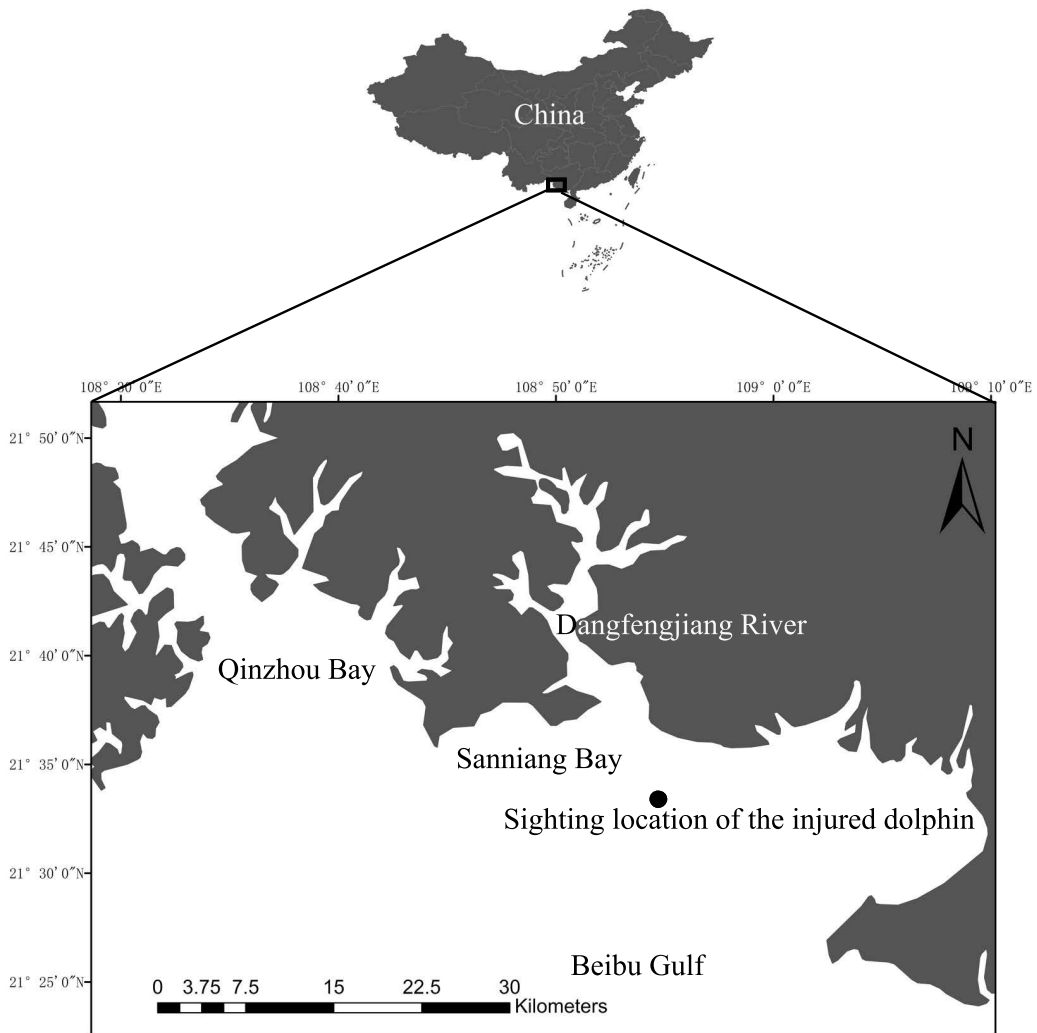 China
108° 30'0"E
108° 40'0"E
108° 50'0"E
109° 0'0"E
109° 10'0"E
N
21° 50'0"N
21° 45'0"N
21° 40'0"N
21° 35'0"N
21° 30'0"N
21° 25'0"N
Dangfengjiang River
Qinzhou Bay
Sanniang Bay
Sighting location of the injured dolphin
Beibu Gulf
0 3.75 7.5 15 22.5 30
Kilometers